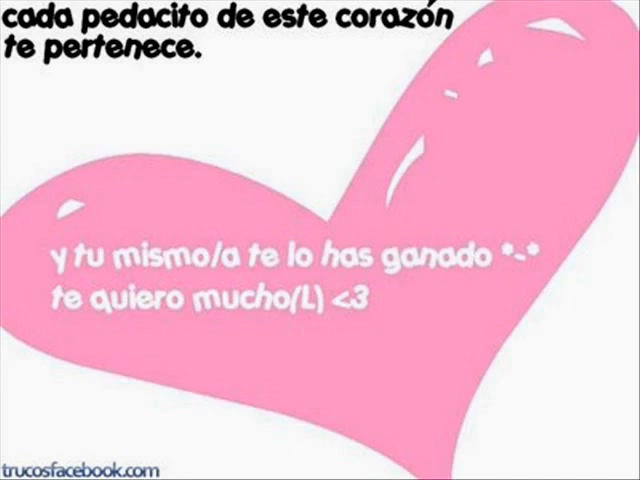 cada pedacito de este corazón
te pertenece.
y tu mismo/a te lo has ganado *-*
te quiero mucho(L) <3
trucosfacebook.com